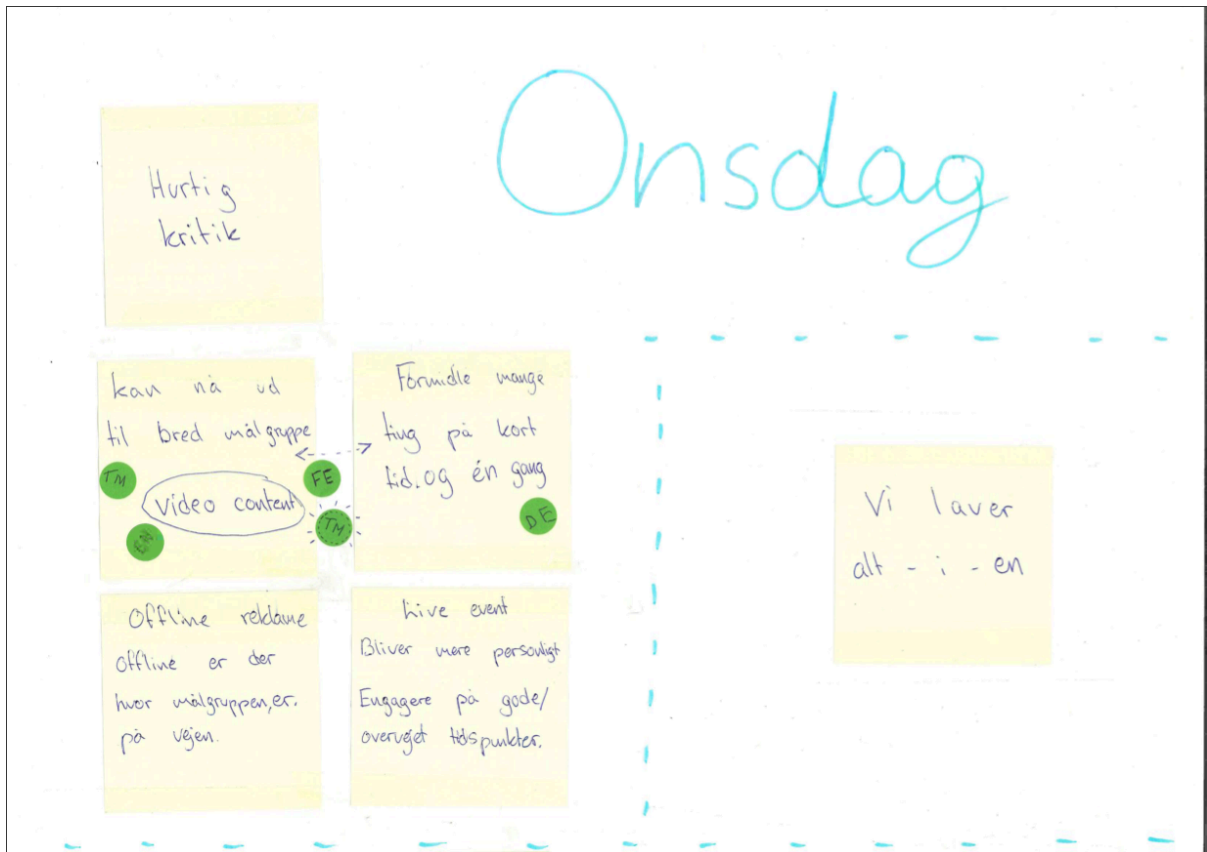 Onsdag
Hurtig
kritik
kan nå ud
til bred målgruppe
video content
TM
EN
FE
TM
Formidle mange
ting på kort
tid. og én gang
DE
Offline reklame
offline er der
hvor målgruppen, er.
på vejen.
Live event
Bliver mere personligt
Engagere på gode/
overvejet tidspunkter.
Vi laver
alt - i - en